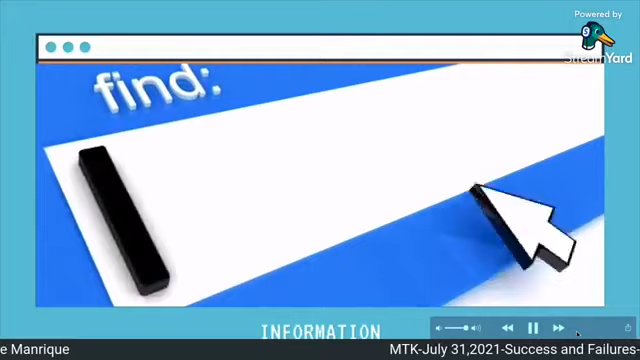 Powered by
StreamYard
find:
INFORMATION
e Manrique
MTK-July 31,2021-Success and Failures-